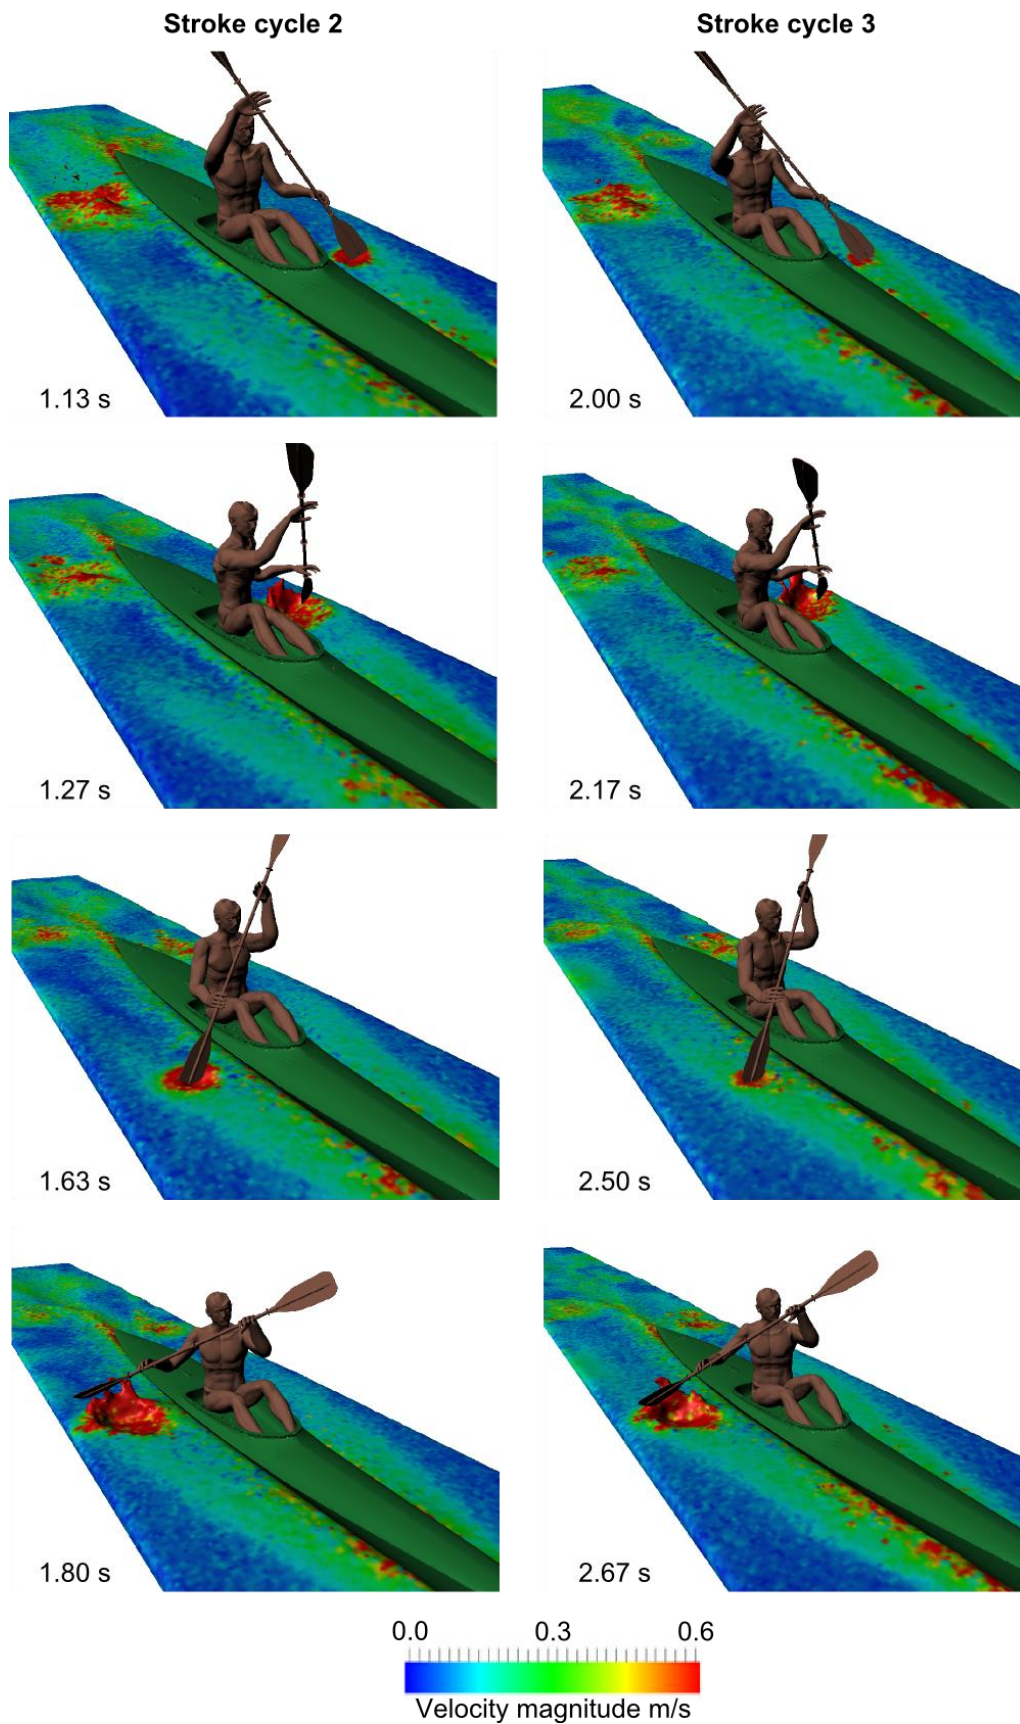 Stroke cycle 2
Stroke cycle 3
1.13 s
2.00 s
1.27 s
2.17 s
1.63 s
2.50 s
1.80 s
2.67 s
0.0 0.3 0.6
Velocity magnitude m/s